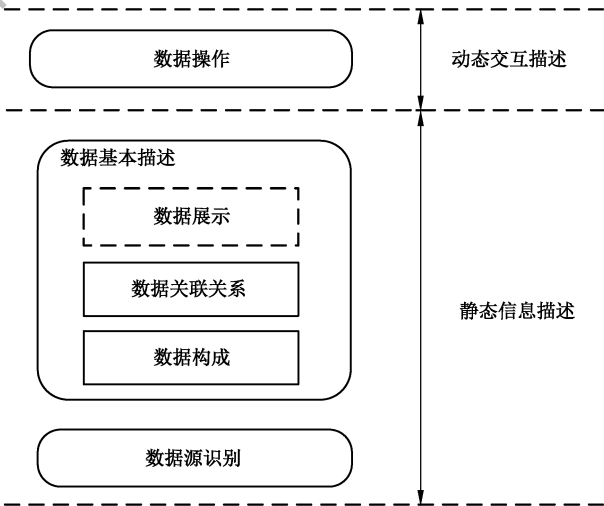 数据操作
动态交互描述
数据基本描述
数据展示
数据关联关系
静态信息描述
数据构成
数据源识别